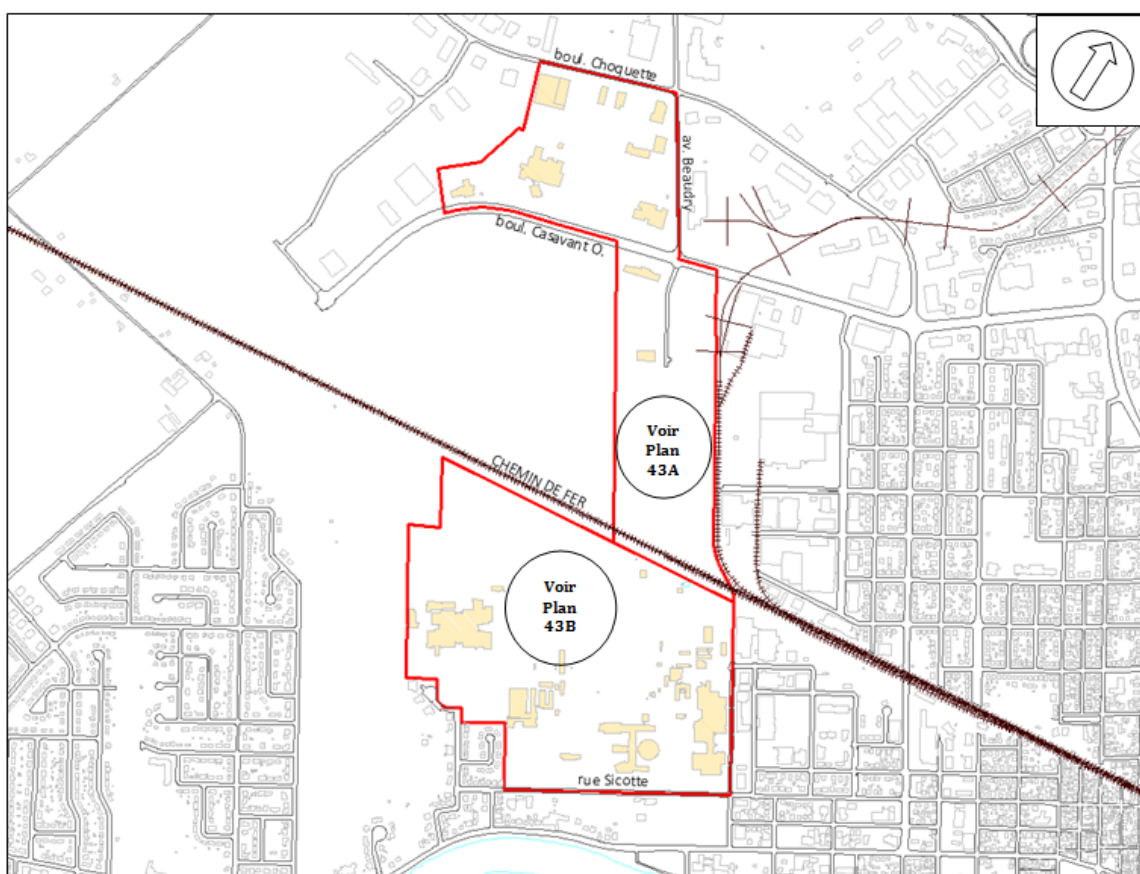 boul. Choquette
av. Beaudry
boul. Casavant O.
Voir
Plan
43A
CHEMIN DE FER
Voir
Plan
43B
rue Sicotte